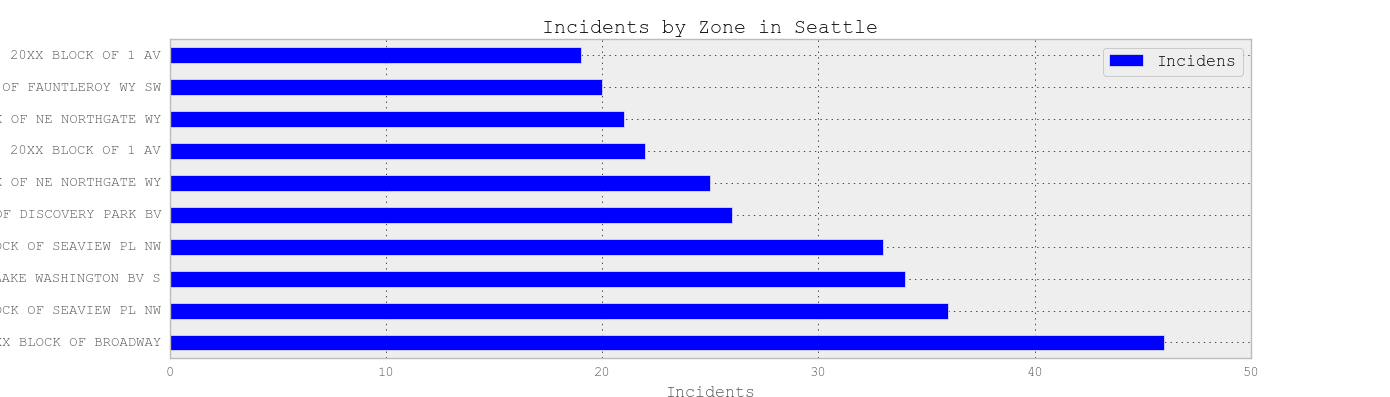 Incidents by Zone in Seattle
20XX BLOCK OF 1 AV
Incidens
OF FAUNTLEROY WY SW
OF NE NORTHGATE WY
20XX BLOCK OF 1 AV
OF NE NORTHGATE WY
OF DISCOVERY PARK BV
OCK OF SEAVIEW PL NW
LAKE WASHINGTON BV S
OCK OF SEAVIEW PL NW
XX BLOCK OF BROADWAY
0 10 20 30 40 50
Incidents